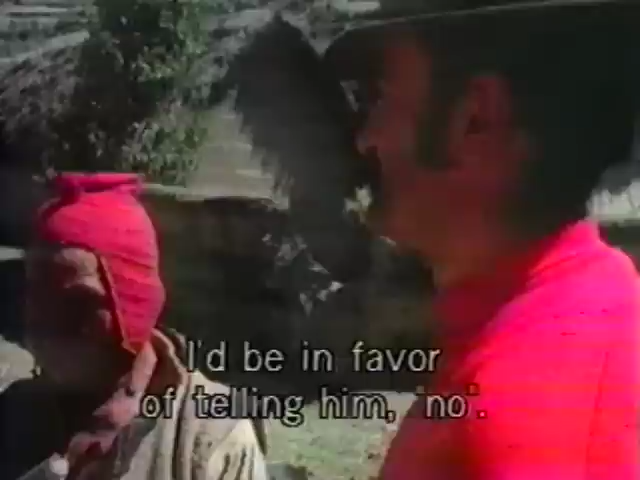 I'd be in favor
of telling him, 'no'.